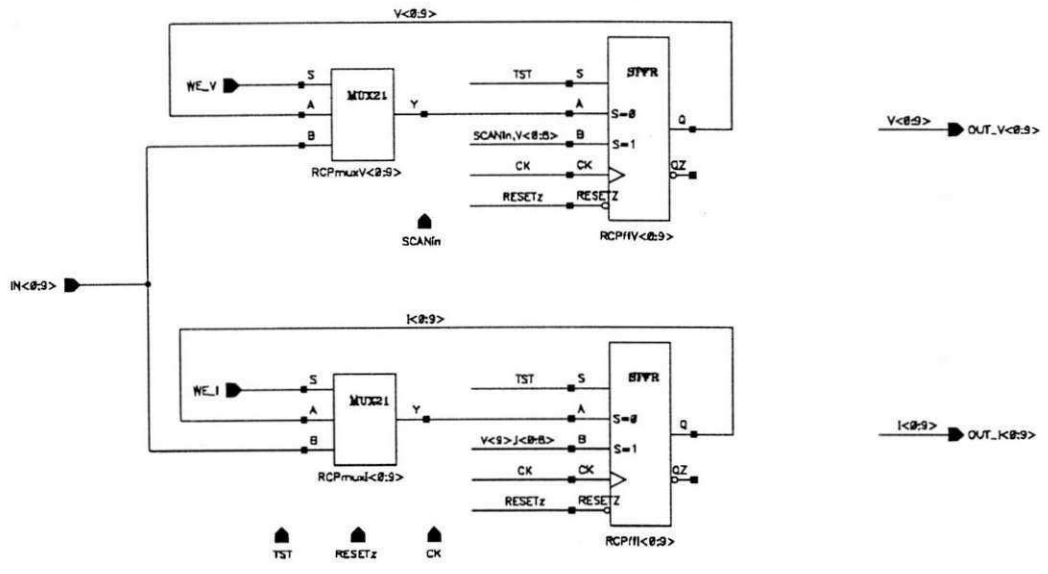 V<0:9>
WE_V
S
MUX21
A
Y
B
RCPmuxV<0:9>
TST
S
A
S=0
SCANin,V<0:8>
B
S=1
Q
CK
CK
QZ
RESETz
RESETZ
RCPffV<0:9>
V<0:9>
OUT_V<0:9>
SCANin
IN<0:9>
I<0:9>
WE_I
S
MUX21
A
Y
B
RCPmuxI<0:9>
TST
S
A
S=0
V<9>,I<0:8>
B
S=1
Q
CK
CK
QZ
RESETz
RESETZ
RCPffI<0:9>
I<0:9>
OUT_I<0:9>
TST
RESETz
CK